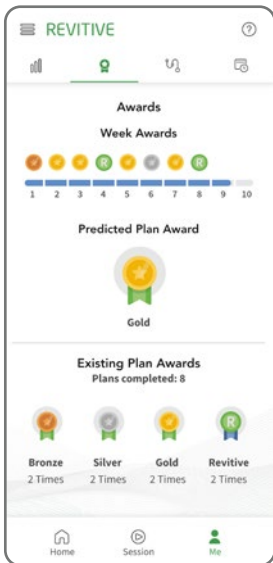 REVITIVE
Awards
Week Awards
R R
1 2 3 4 5 6 7 8 9 10
Predicted Plan Award
Gold
Existing Plan Awards
Plans completed: 8
R
Bronze Silver Gold Revitive
2 Times 2 Times 2 Times 2 Times
Home Session Me